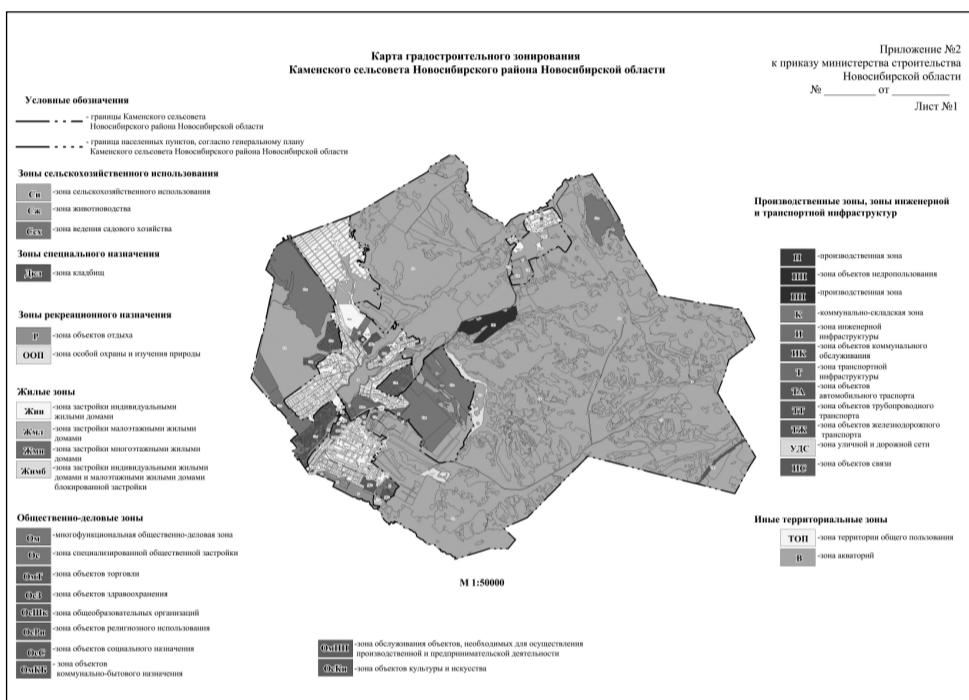 Карта градостроительного зонирования
Каменского сельсовета Новосибирского района Новосибирской области
Приложение №2
к приказу министерства строительства
Новосибирской области
№ __________ от __________
Лист №1
Условные обозначения
- границы Каменского сельсовета
Новосибирского района Новосибирской области
- граница населенных пунктов, согласно генеральному плану
Каменского сельсовета Новосибирского района Новосибирской области
Зоны сельскохозяйственного использования
Си -зона сельскохозяйственного использования
Сж -зона животноводства
Ссх -зона ведения садового хозяйства
Зоны специального назначения
-зона кладбищ
Зоны рекреационного назначения
Р -зона объектов отдыха
ООП -зона особой охраны и изучения природы
Жилые зоны
Жин -зона застройки индивидуальными
жилыми домами
Жмл -зона застройки малоэтажными жилыми
домами
Жмн -зона застройки многоэтажными жилыми
домами
Жимб -зона застройки индивидуальными жилыми
домами и малоэтажными жилыми домами
блокированной застройки
Общественно-деловые зоны
Ом -многофункциональная общественно-деловая зона
Ос -зона специализированной общественной застройки
ОмТ -зона объектов торговли
ОсЗ -зона объектов здравоохранения
ОсШк -зона общеобразовательных организаций
ОсРи -зона объектов религиозного использования
ОсС -зона объектов социального назначения
ОмКБ - зона объектов
коммунально-бытового назначения
ОмПП -зона обслуживания объектов, необходимых для осуществления
производственной и предпринимательской деятельности
ОсКи -зона объектов культуры и искусства
М 1:50000
Производственные зоны, зоны инженерной
и транспортной инфраструктур
П -производственная зона
-зона объектов недропользования
ПП -производственная зона
К -коммунально-складская зона
И -зона инженерной
инфраструктуры
ИК -зона объектов коммунального
обслуживания
Т -зона транспортной
инфраструктуры
ТА -зона объектов
автомобильного траспорта
ТТ -зона объектов трубопроводного
транспорта
ТЖ -зона объектов железнодорожного
транспорта
УДС -зона уличной и дорожной сети
ИС -зона объектов связи
Иные территориальные зоны
ТОП -зона территории общего пользования
В -зона акваторий